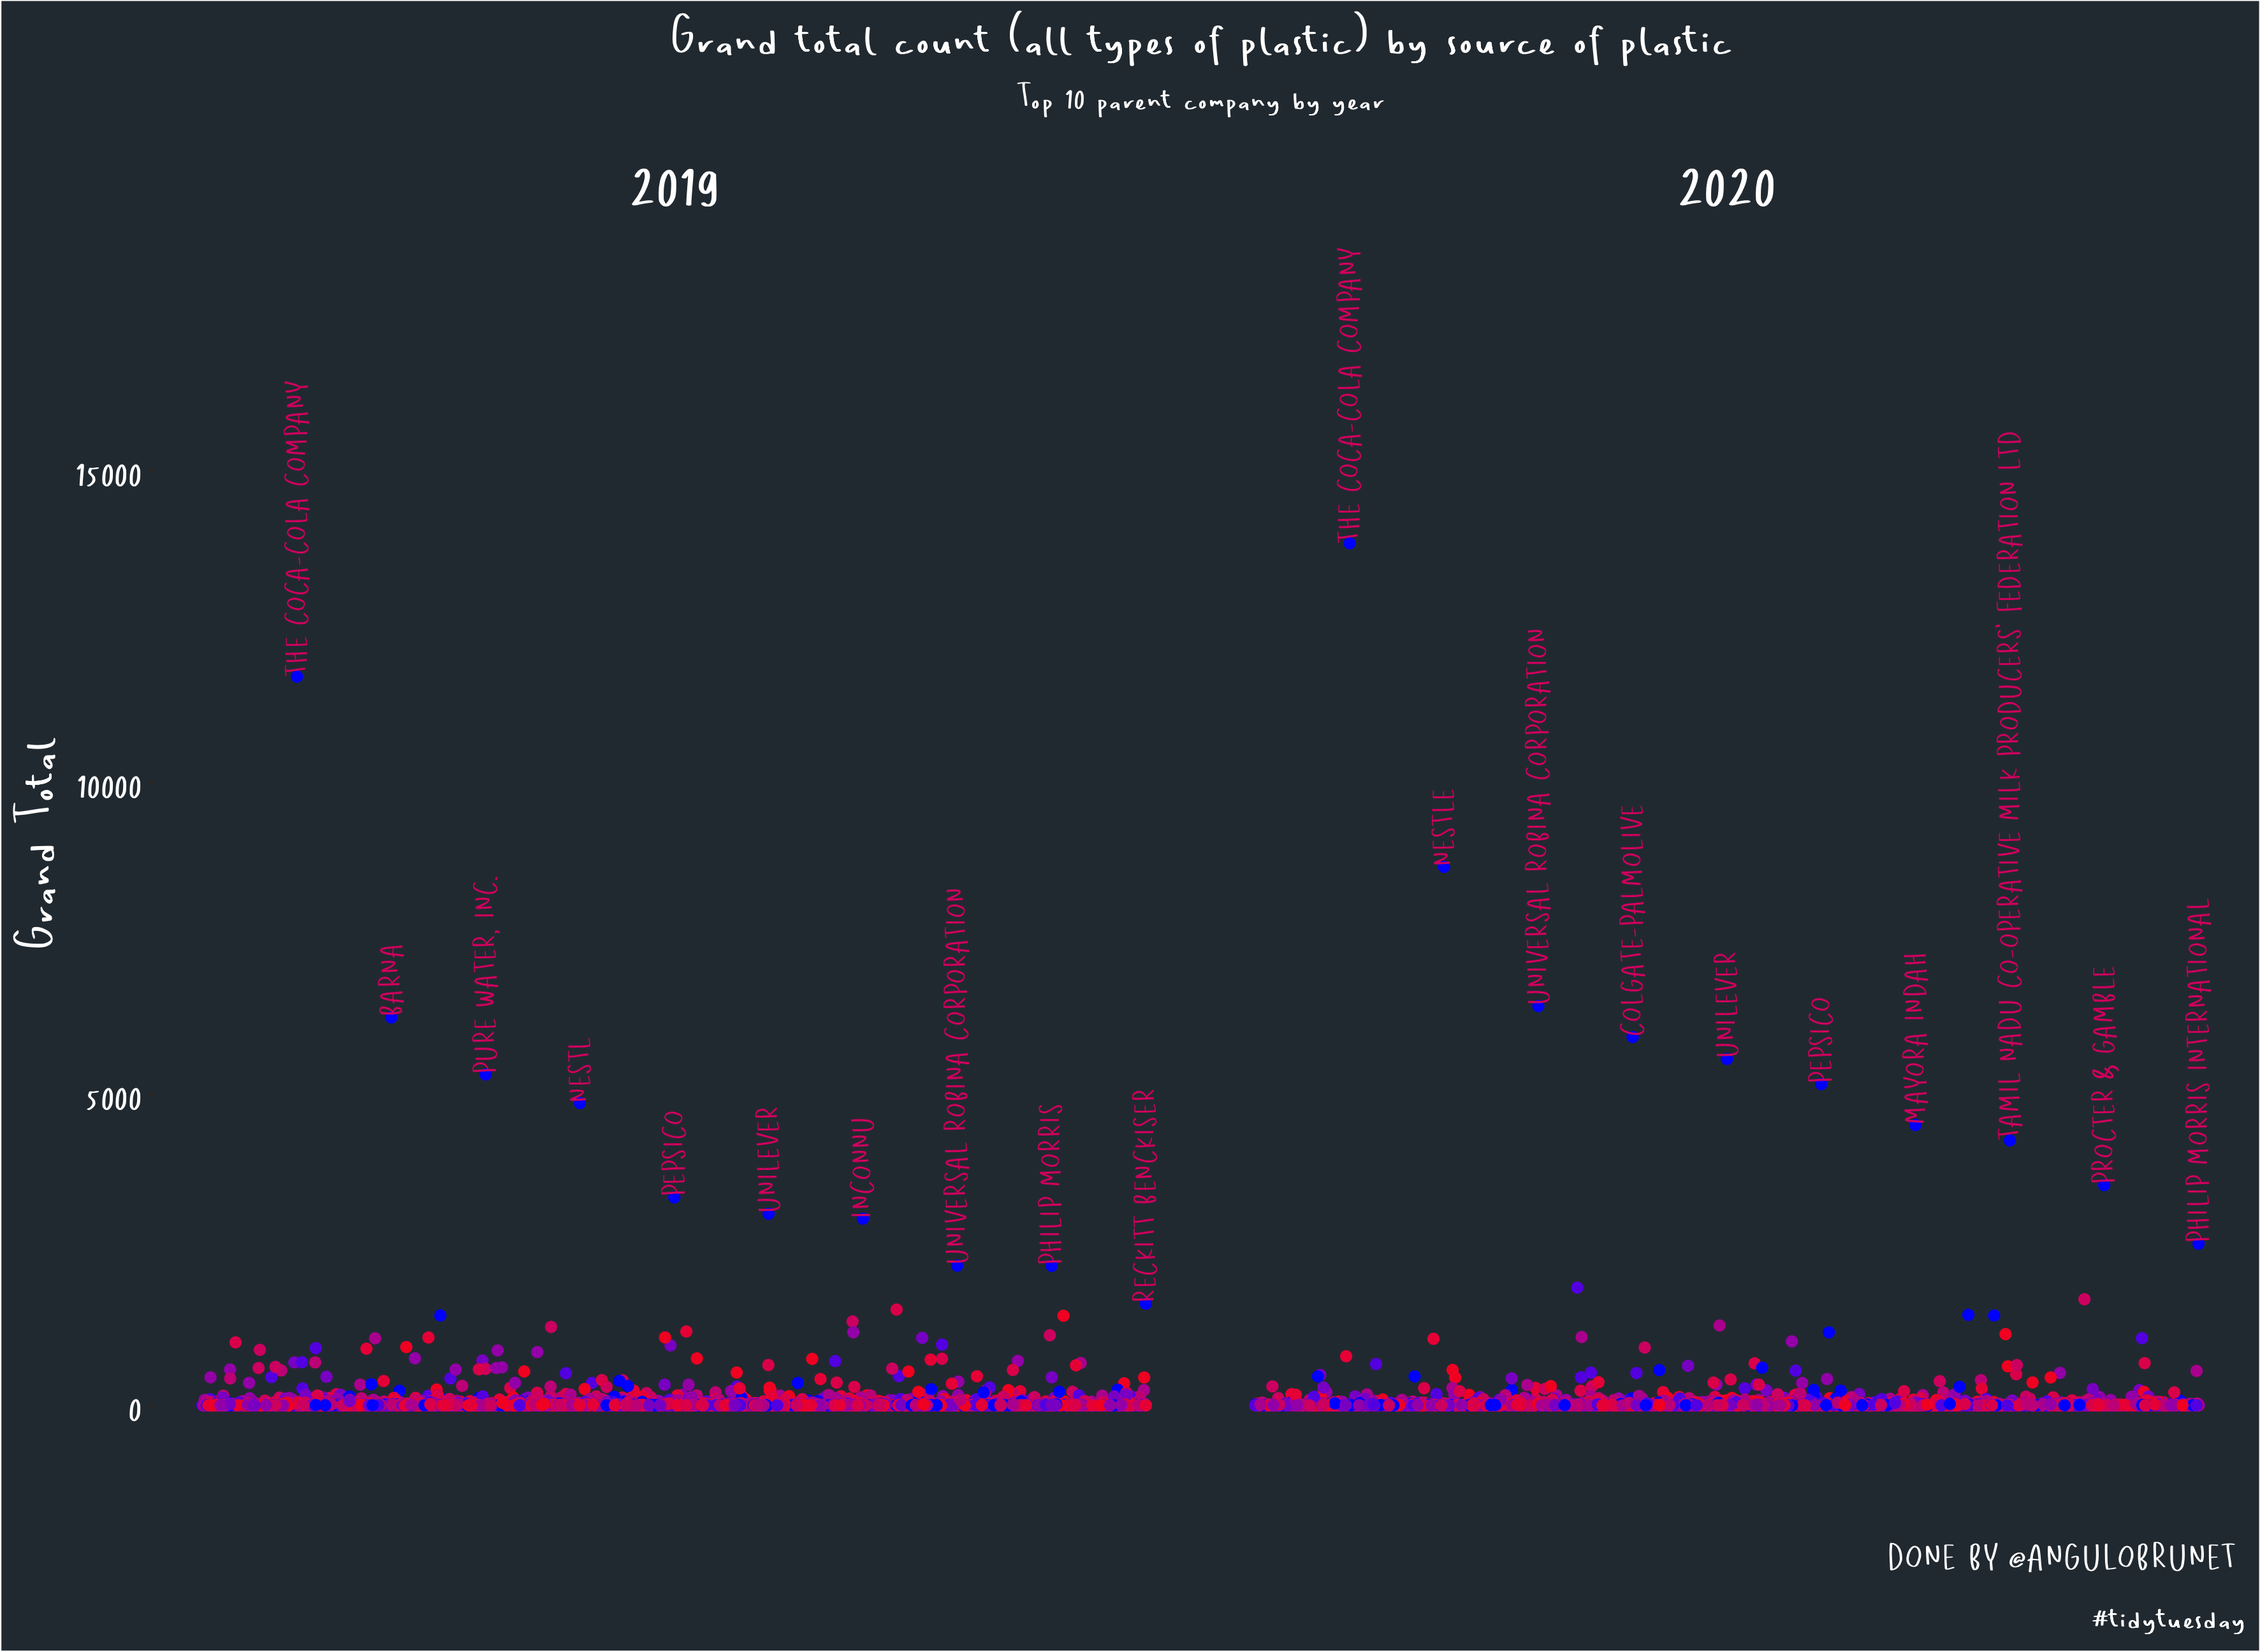 Grand total count (all types of plastic) by source of plastic
Top 10 parent company by year
2019
2020
Grand Total
15000
10000
5000
0
THE COCA-COLA COMPANY
BARNA
PURE WATER, INC.
NESTL
PEPSICO
UNILEVER
INCONNU
UNIVERSAL ROBINA CORPORATION
PHILIP MORRIS
RECKITT BENCKISER
THE COCA-COLA COMPANY
NESTLE
UNIVERSAL ROBINA CORPORATION
COLGATE-PALMOLIVE
UNILEVER
PEPSICO
MAYORA INDAH
TAMIL NADU CO-OPERATIVE MILK PRODUCERS' FEDERATION LTD
PROCTER & GAMBLE
PHILIP MORRIS INTERNATIONAL
DONE BY @ANGULOBRUNET
#tidytuesday